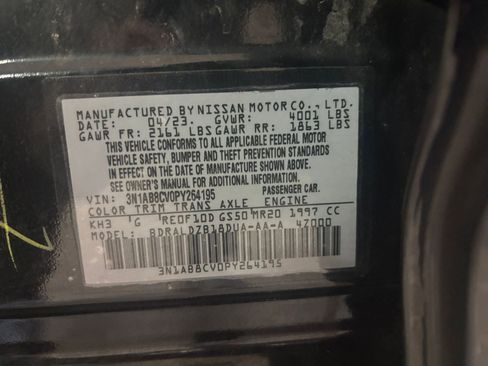 MANUFACTURED BY NISSAN MOTOR CO., LTD.
DATE: 04/23. GVWR: 4001 LBS
GAWR FR: 2161 LBS GAWR RR: 1863 LBS
THIS VEHICLE CONFORMS TO ALL APPLICABLE FEDERAL MOTOR
VEHICLE SAFETY, BUMPER AND THEFT PREVENTION STANDARDS
IN EFFECT ON THE DATE OF MANUFACTURE SHOWN ABOVE.
SEE OWNER'S MANUAL FOR ADDITIONAL INFORMATION.
VIN: 3N1AB8CV0PY264195 PASSENGER CAR.
COLOR TRIM TRANS AXLE ENGINE
KH3 G RE0F10D GS50 MR20 1997 CC
MODEL: BDRALDZB18DUA-AA-A 47000
3N1AB8CV0PY264195